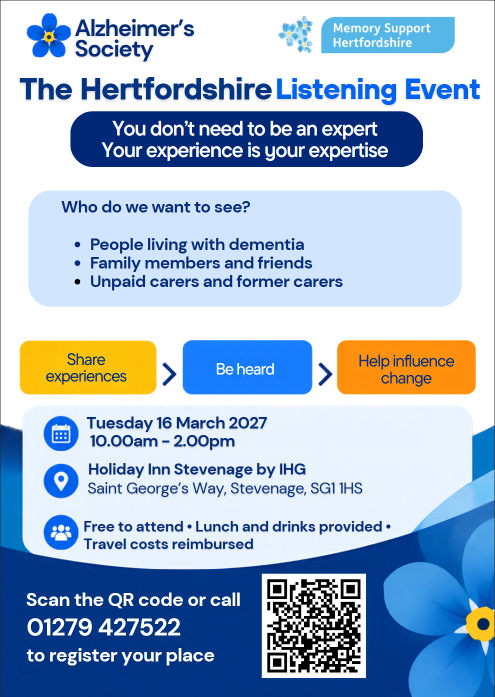 Alzheimer's
Society
Memory Support
Hertfordshire
The Hertfordshire Listening Event
You don't need to be an expert
Your experience is your expertise
Who do we want to see?
• People living with dementia
• Family members and friends
• Unpaid carers and former carers
Share
experiences
Be heard
Help influence
change
Tuesday 16 March 2027
10.00am - 2.00pm
Holiday Inn Stevenage by IHG
Saint George's Way, Stevenage, SG1 1HS
Free to attend • Lunch and drinks provided •
Travel costs reimbursed
Scan the QR code or call
01279 427522
to register your place